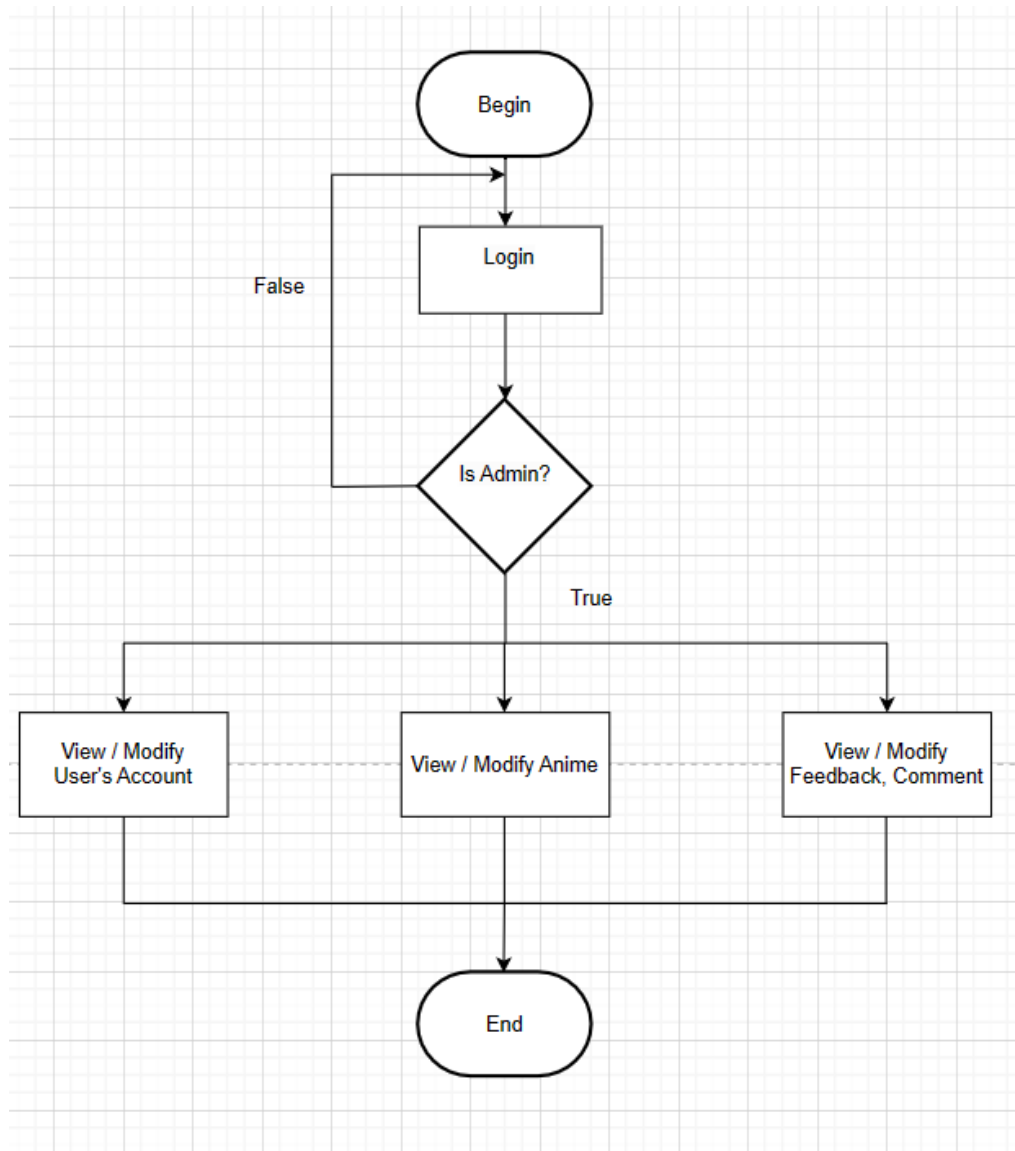 Begin
Login
False
Is Admin?
True
View / Modify
User's Account
View / Modify Anime
View / Modify
Feedback, Comment
End